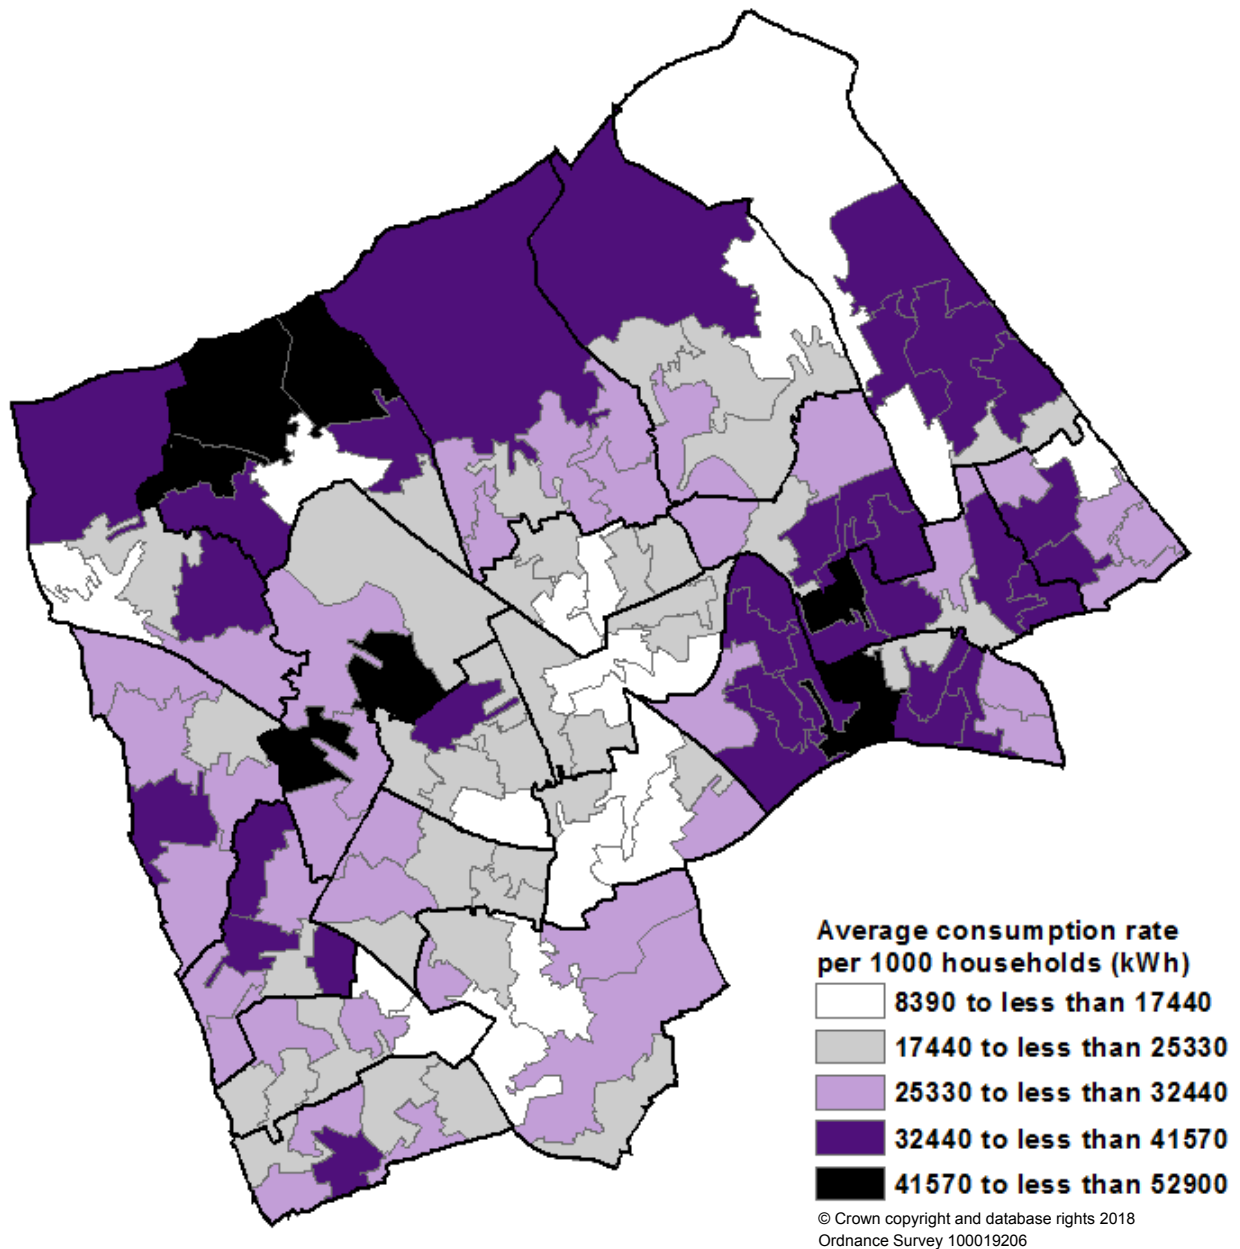 Average consumption rate
per 1000 households (kWh)
8390 to less than 17440
17440 to less than 25330
25330 to less than 32440
32440 to less than 41570
41570 to less than 52900
© Crown copyright and database rights 2018
Ordnance Survey 100019206